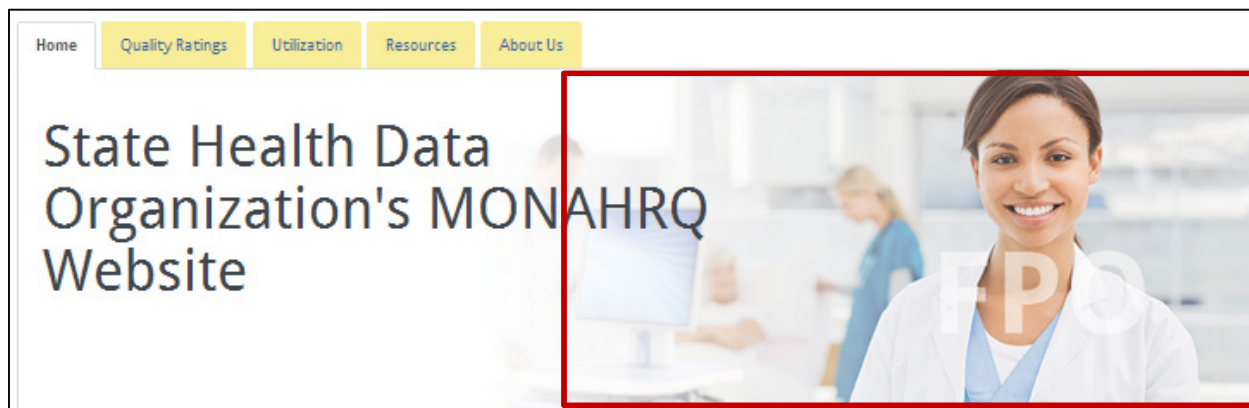 Home Quality Ratings Utilization Resources About Us
State Health Data
Organization's MONAHRQ
Website
FPO